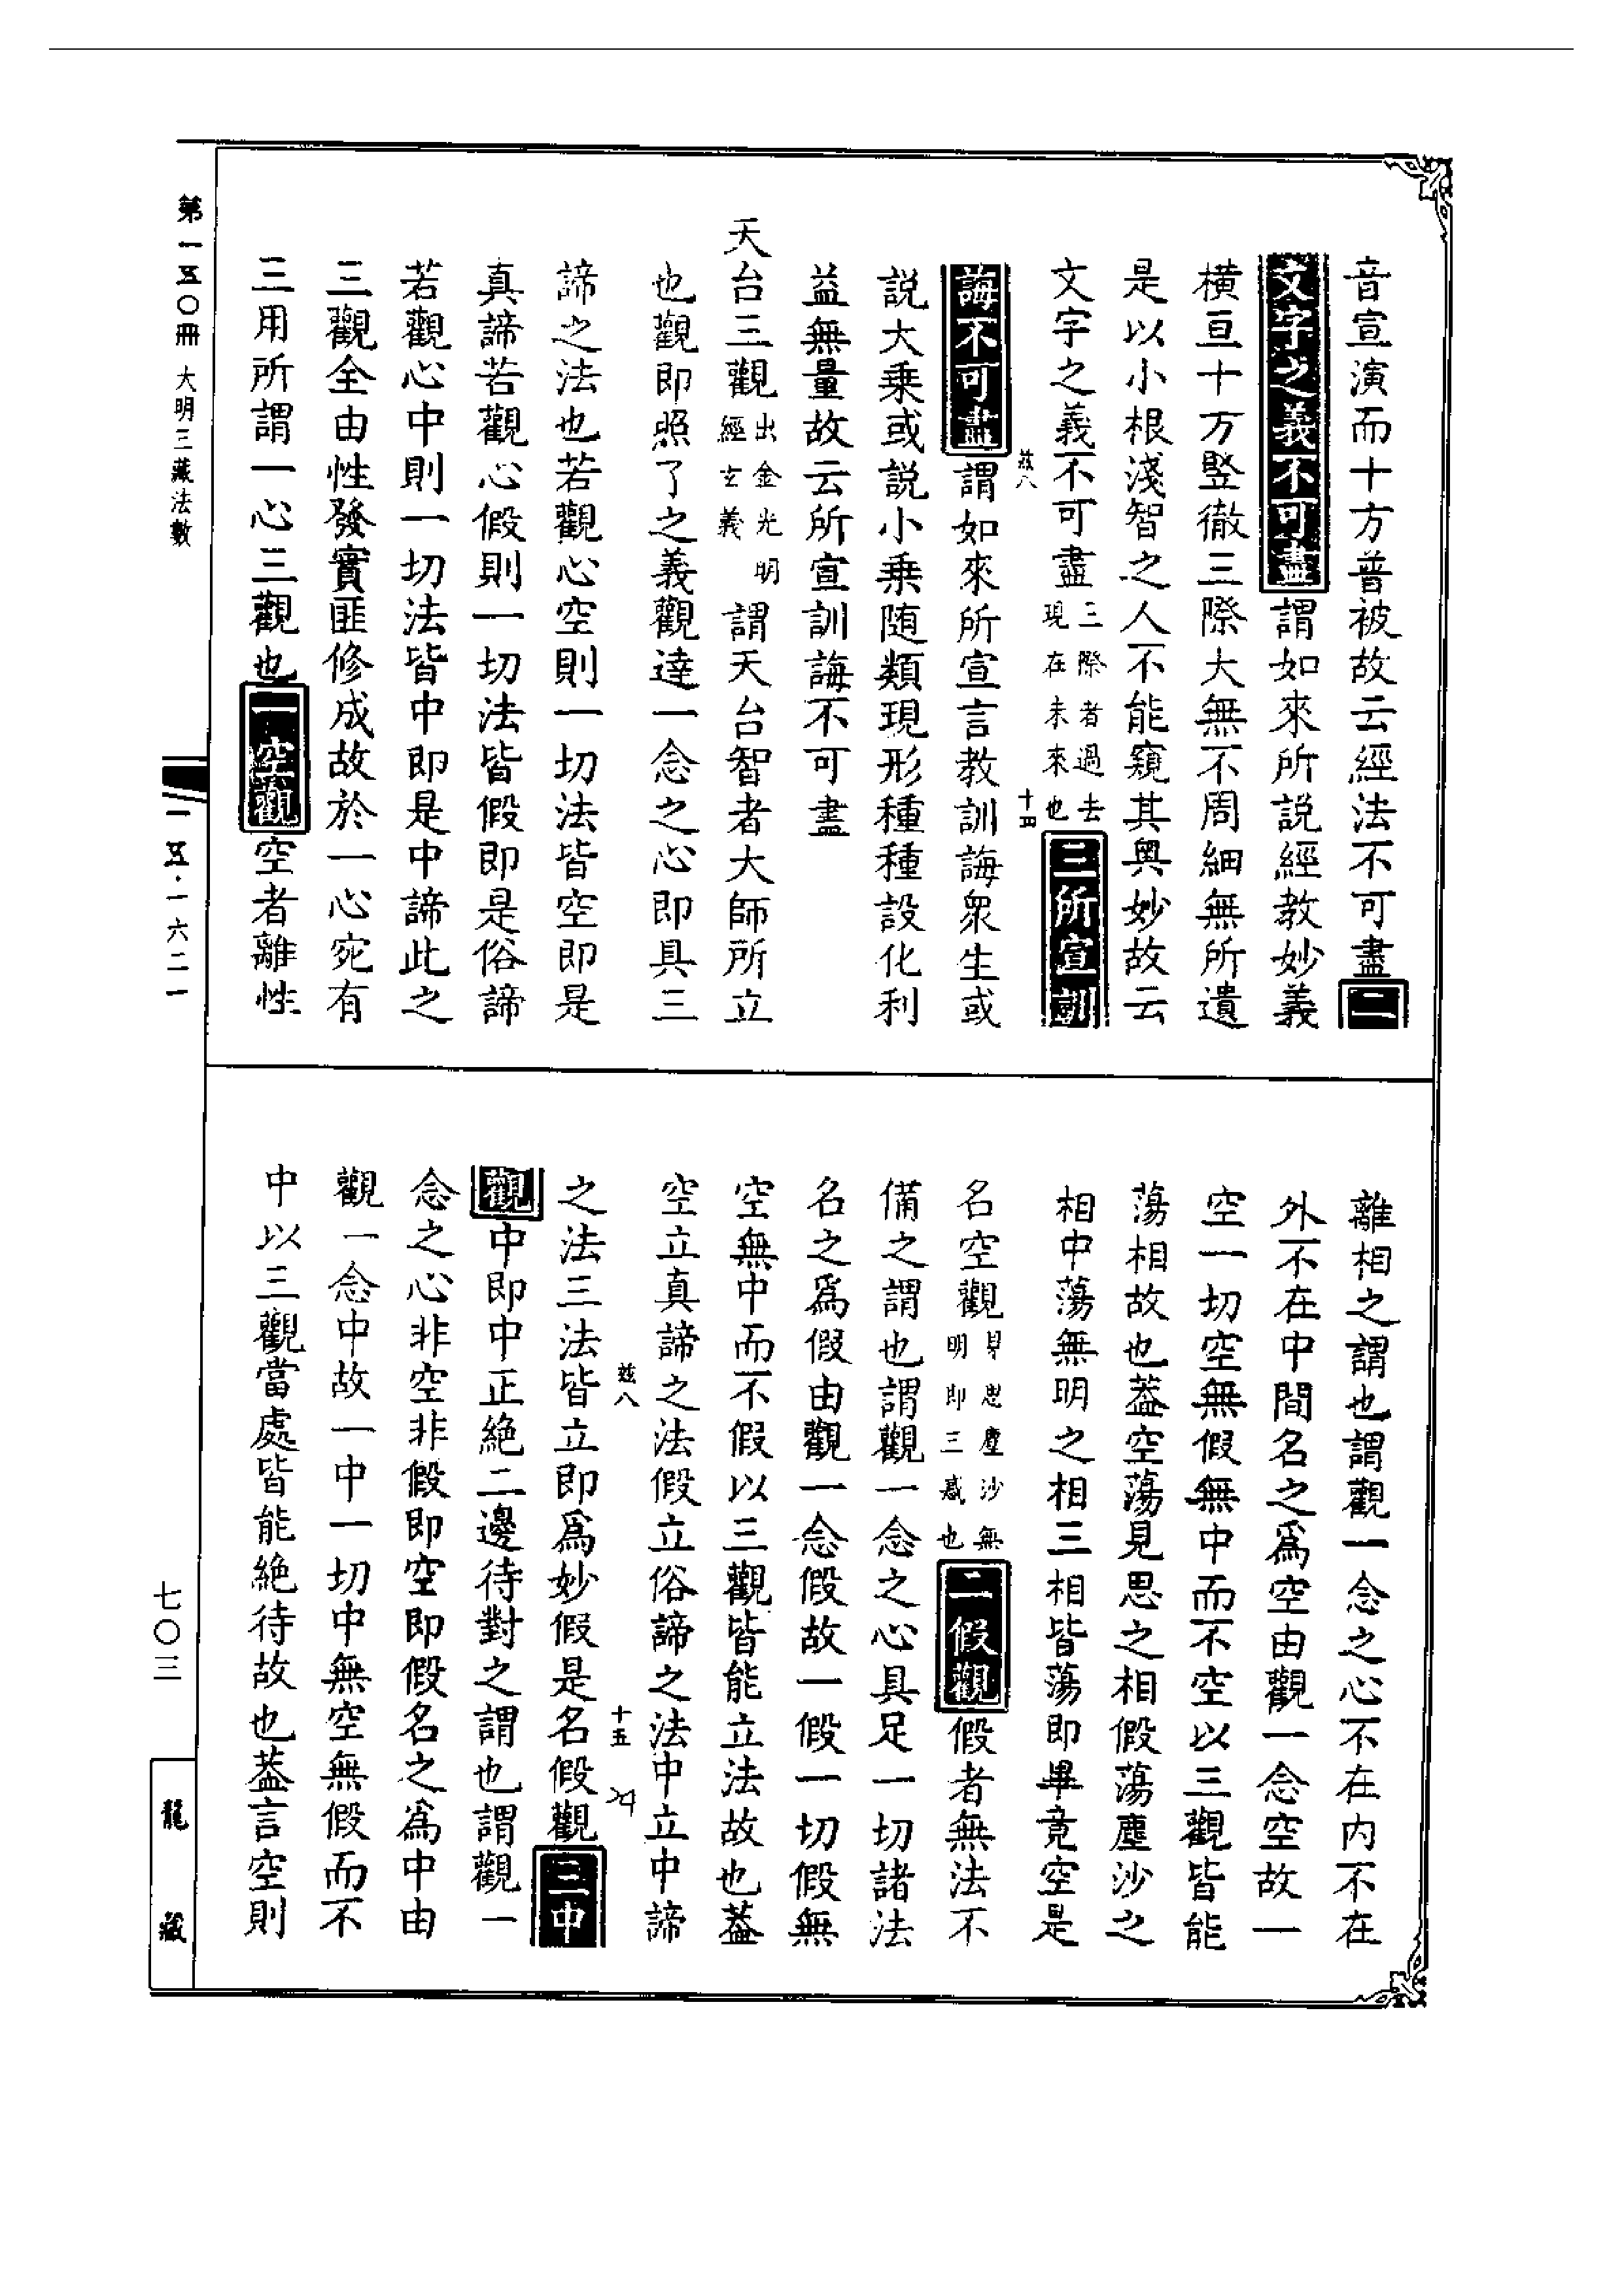 音宣演而十方普被故云經法不可盡二
文字之義不可盡謂如來所説經教妙義
橫亘十方竪徹三際大無不周細無所遺
是以小根淺智之人不能窺其奥妙故云
文字之義不可盡三際者過去現在未來也三所宣訓
兹八 十四
誨不可盡謂如來所宣言教訓誨衆生或
説大乗或説小乗随類現形種種設化利
益無量故云所宣訓誨不可盡
天台三觀出金光明經玄義謂天台智者大師所立
也觀即照了之義觀達一念之心即具三
諦之法也若觀心空則一切法皆空即是
真諦若觀心假則一切法皆假即是俗諦
若觀心中則一切法皆中即是中諦此之
三觀全由性發實匪修成故於一心宛有
三用所謂一心三觀也一空觀空者離性
離相之謂也謂觀一念之心不在内不在
外不在中間名之爲空由觀一念空故一
空一切空無假無中而不空以三觀皆能
蕩相故也葢空蕩見思之相假蕩塵沙之
相中蕩無明之相三相皆蕩即畢竟空是
名空觀見思塵沙無明即三惑也二假觀假者無法不
備之謂也謂觀一念之心具足一切諸法
名之爲假由觀一念假故一假一切假無
空無中而不假以三觀皆能立法故也葢
空立真諦之法假立俗諦之法中立中諦
兹八 十五
之法三法皆立即爲妙假是名假觀三中
觀中即中正絶二邊待對之謂也謂觀一
念之心非空非假即空即假名之爲中由
觀一念中故一中一切中無空無假而不
中以三觀當處皆能絶待故也葢言空則
第一五〇冊 大明三藏法數
一五·一六二一
七〇三
龍藏